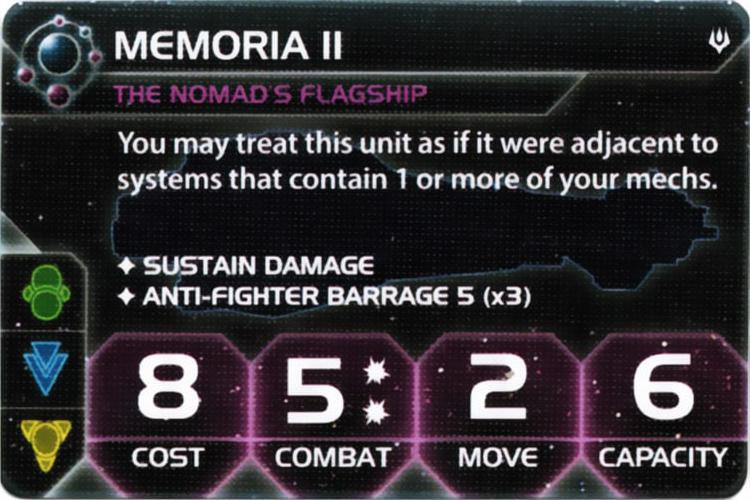 MEMORIA II
THE NOMAD'S FLAGSHIP
You may treat this unit as if it were adjacent to
systems that contain 1 or more of your mechs.
✦ SUSTAIN DAMAGE
✦ ANTI-FIGHTER BARRAGE 5 (x3)
8 5 2 6
COST COMBAT MOVE CAPACITY